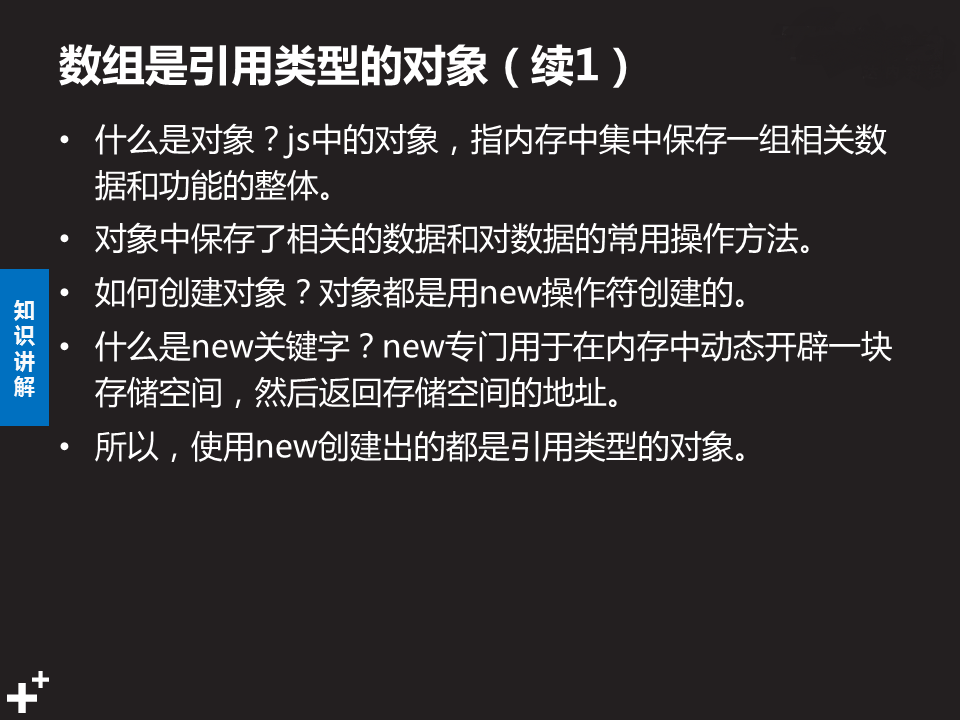 数组是引用类型的对象（续1）
• 什么是对象？js中的对象，指内存中集中保存一组相关数
据和功能的整体。
• 对象中保存了相关的数据和对数据的常用操作方法。
• 如何创建对象？对象都是用new操作符创建的。
知识讲解
• 什么是new关键字？new专门用于在内存中动态开辟一块
存储空间，然后返回存储空间的地址。
• 所以，使用new创建出的都是引用类型的对象。